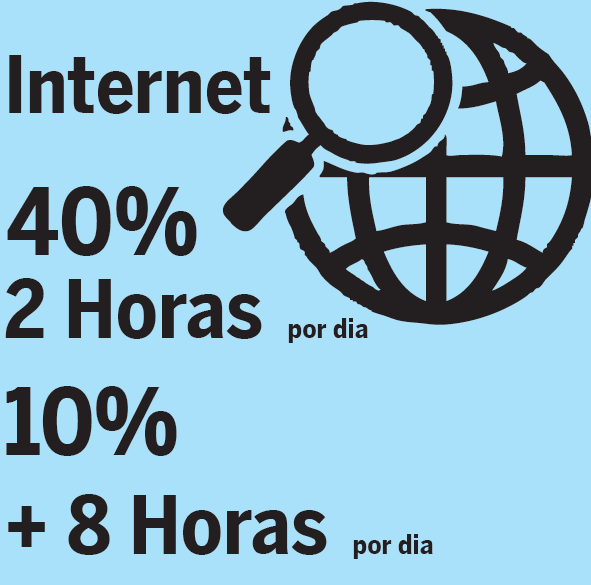 Internet
40%
2 Horas por dia
10%
+ 8 Horas por dia